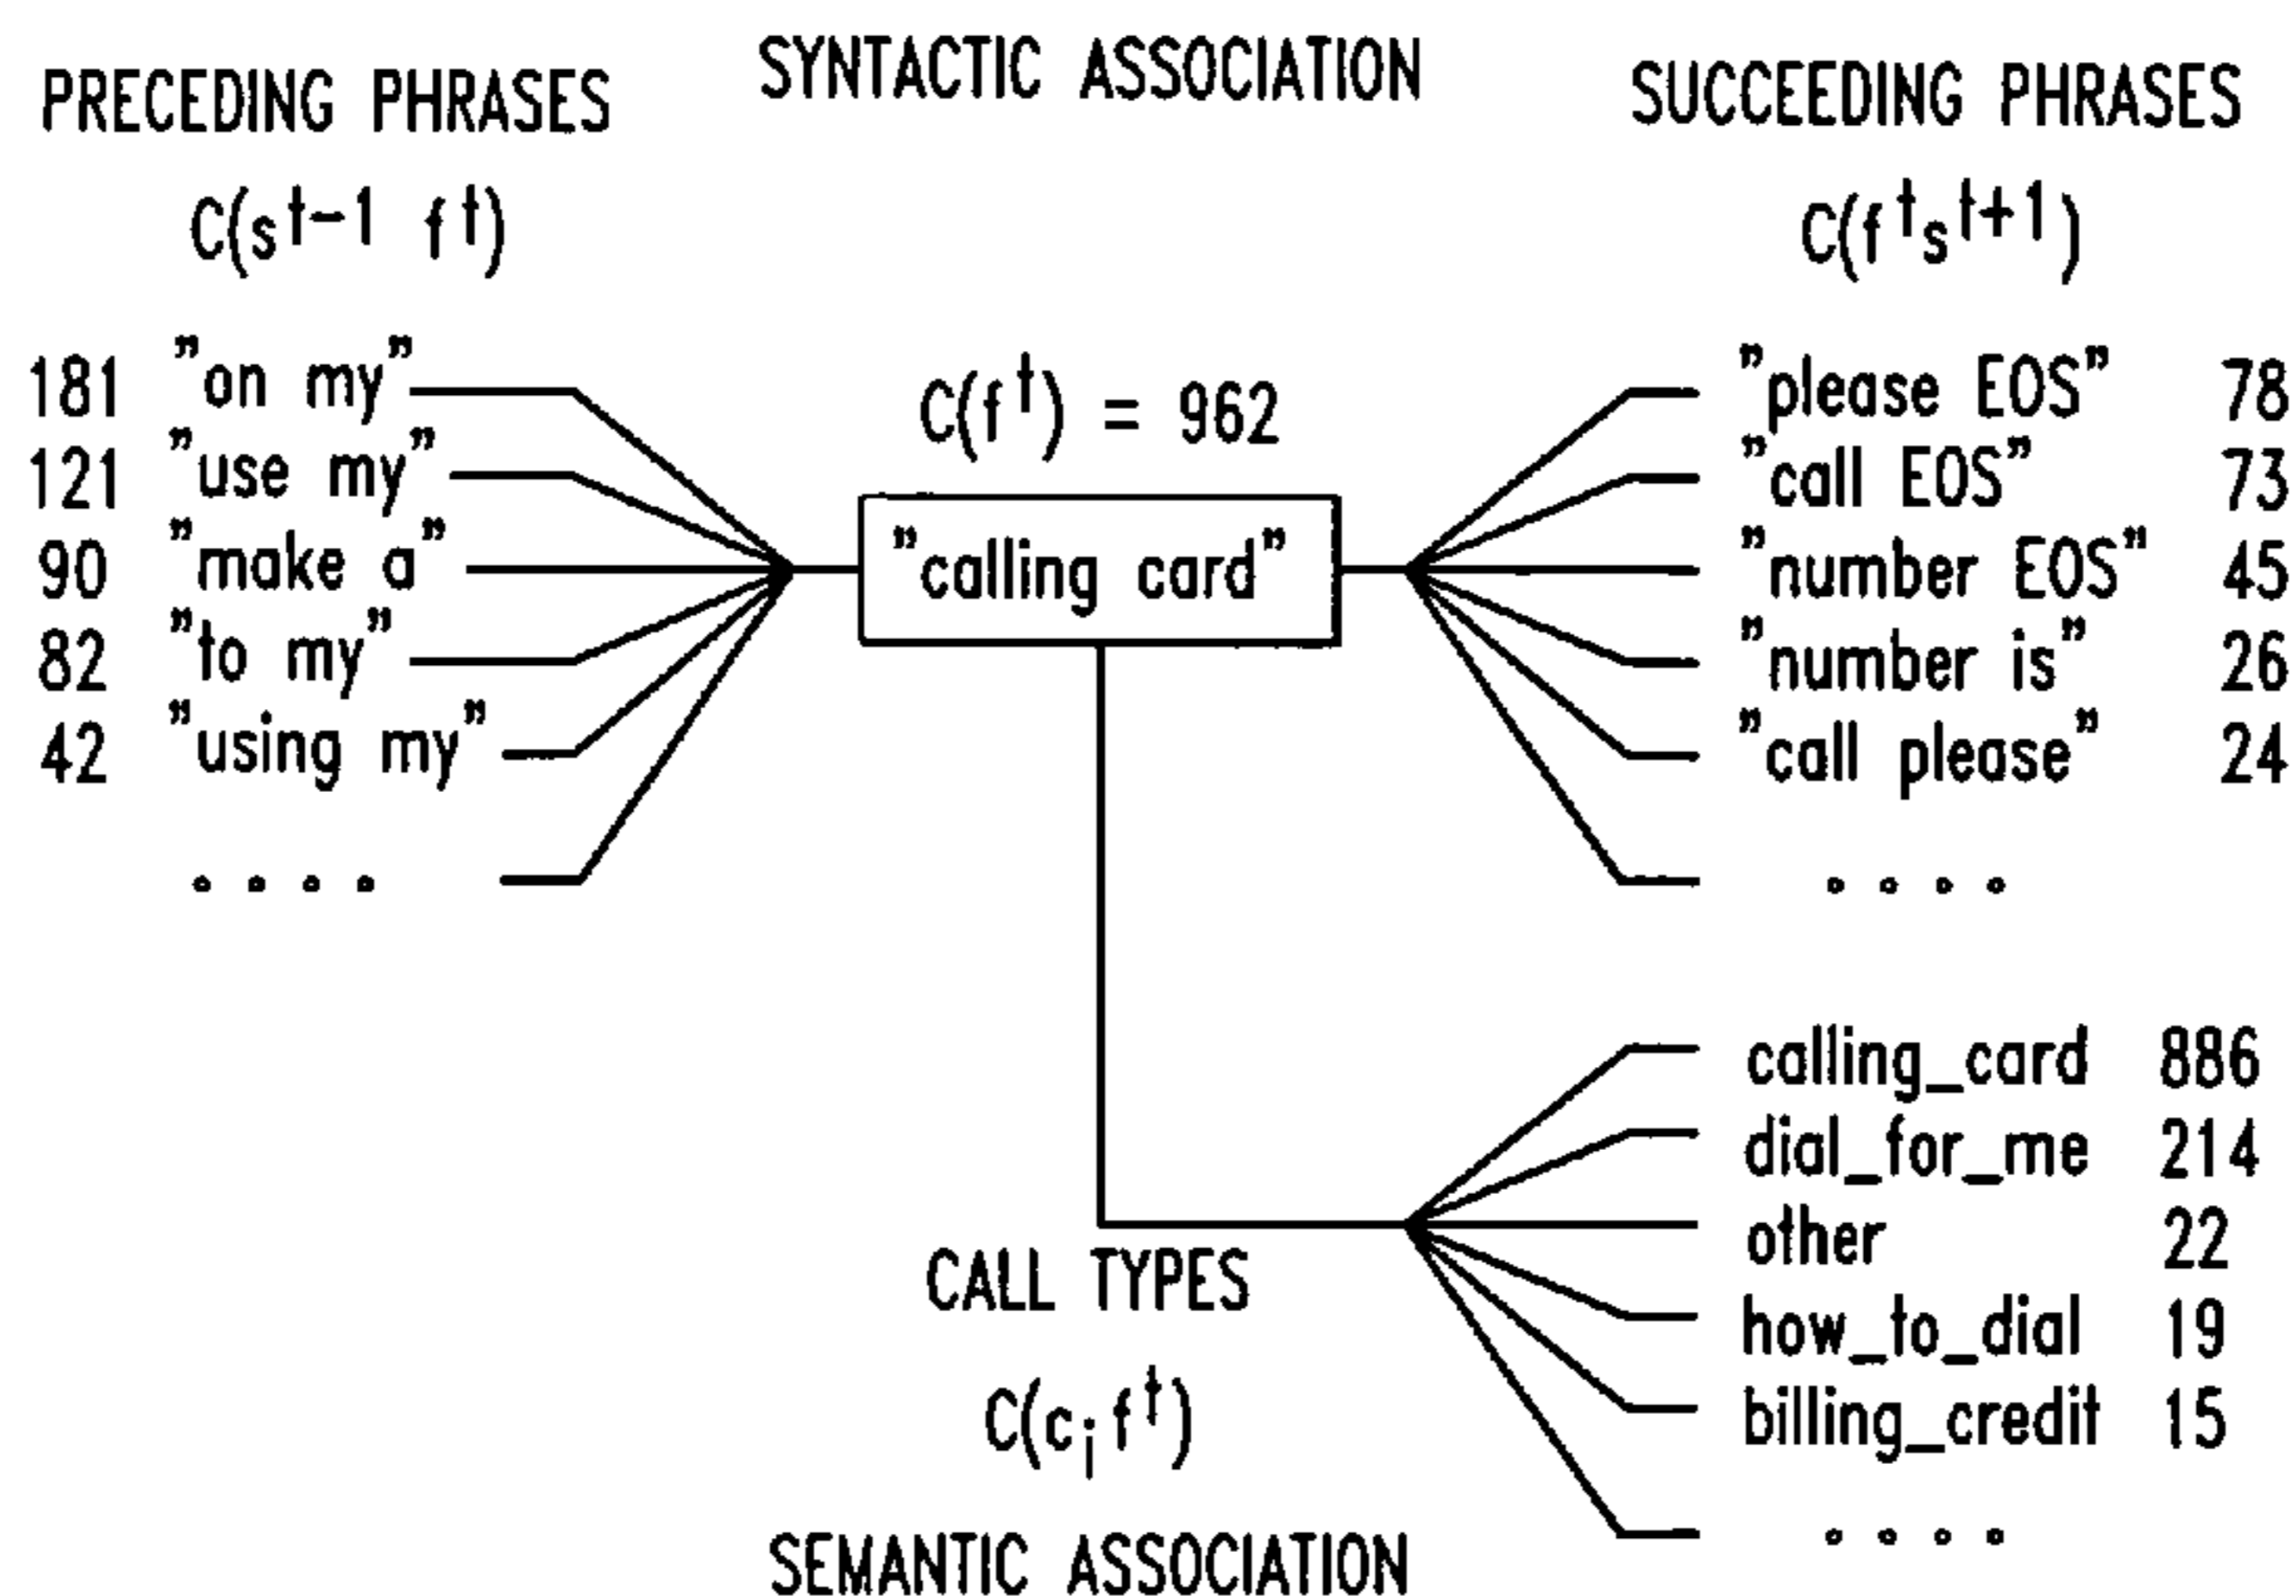 SYNTACTIC ASSOCIATION
PRECEDING PHRASES
C(s^{t-1} f^t)
181 "on my"
121 "use my"
90 "make a"
82 "to my"
42 "using my"
. . . .
C(f^t) = 962
"calling card"
SUCCEEDING PHRASES
C(f^t s^{t+1})
"please EOS" 78
"call EOS" 73
"number EOS" 45
"number is" 26
"call please" 24
. . . .
calling_card 886
dial_for_me 214
other 22
how_to_dial 19
billing_credit 15
. . . .
CALL TYPES
C(c_i f^t)
SEMANTIC ASSOCIATION